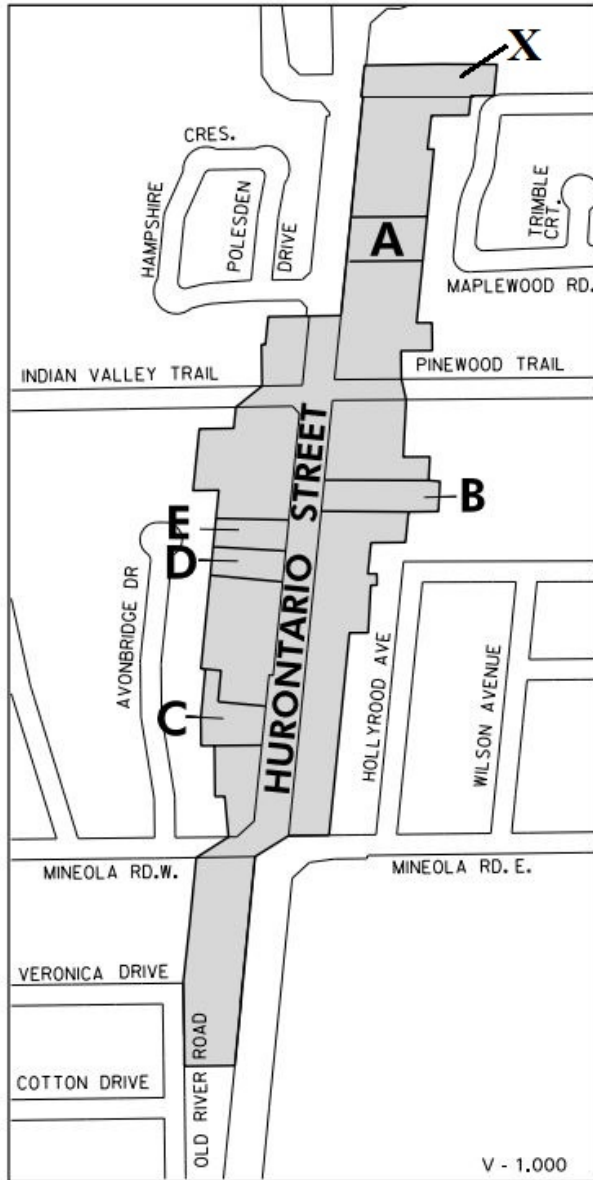 X
CRES.
HAMPSHIRE
POLESDEN
DRIVE
TRIMBLE
CRT.
A
MAPLEWOOD RD.
INDIAN VALLEY TRAIL
PINEWOOD TRAIL
HURONTARIO STREET
B
E
D
AVONBRIDGE DR
HOLLYROOD AVE
WILSON AVENUE
C
MINEOLA RD.W.
MINEOLA RD. E.
VERONICA DRIVE
OLD RIVER ROAD
COTTON DRIVE
V - 1.000